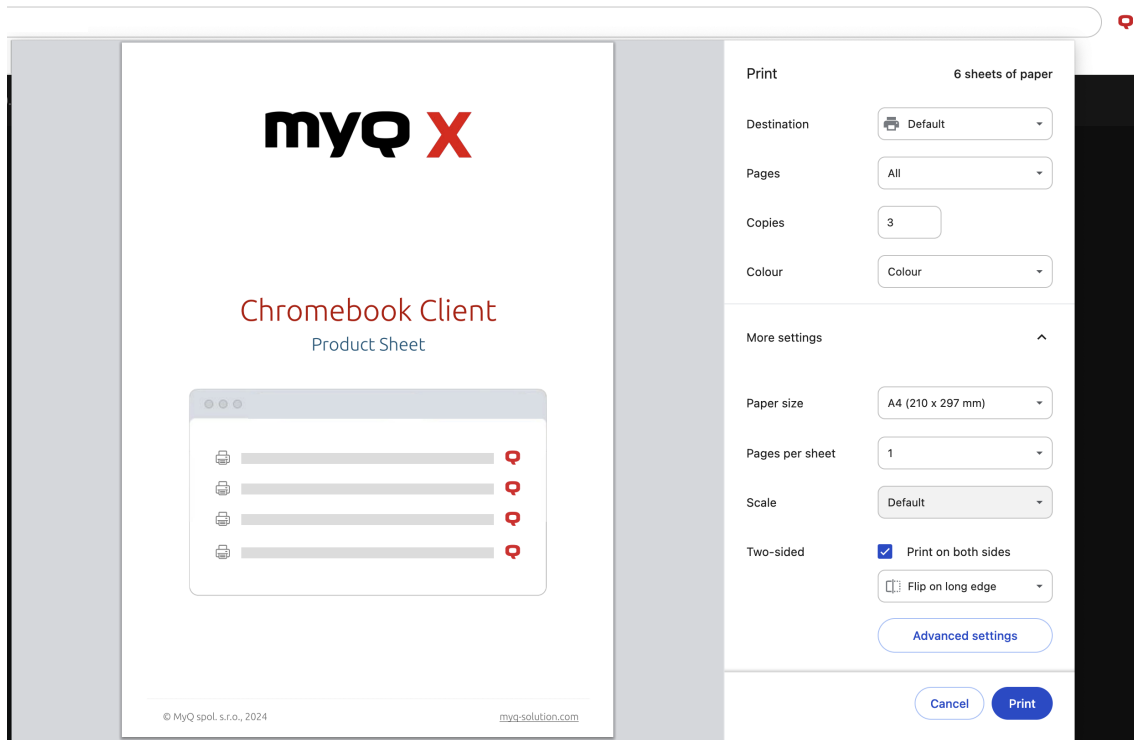 myQ X
Chromebook Client
Product Sheet
© MyQ spol. s.r.o., 2024
myq-solution.com
Print
6 sheets of paper
Destination
Default
Pages
All
Copies
3
Colour
Colour
More settings
Paper size
A4 (210 x 297 mm)
Pages per sheet
1
Scale
Default
Two-sided
Print on both sides
Flip on long edge
Advanced settings
Cancel
Print